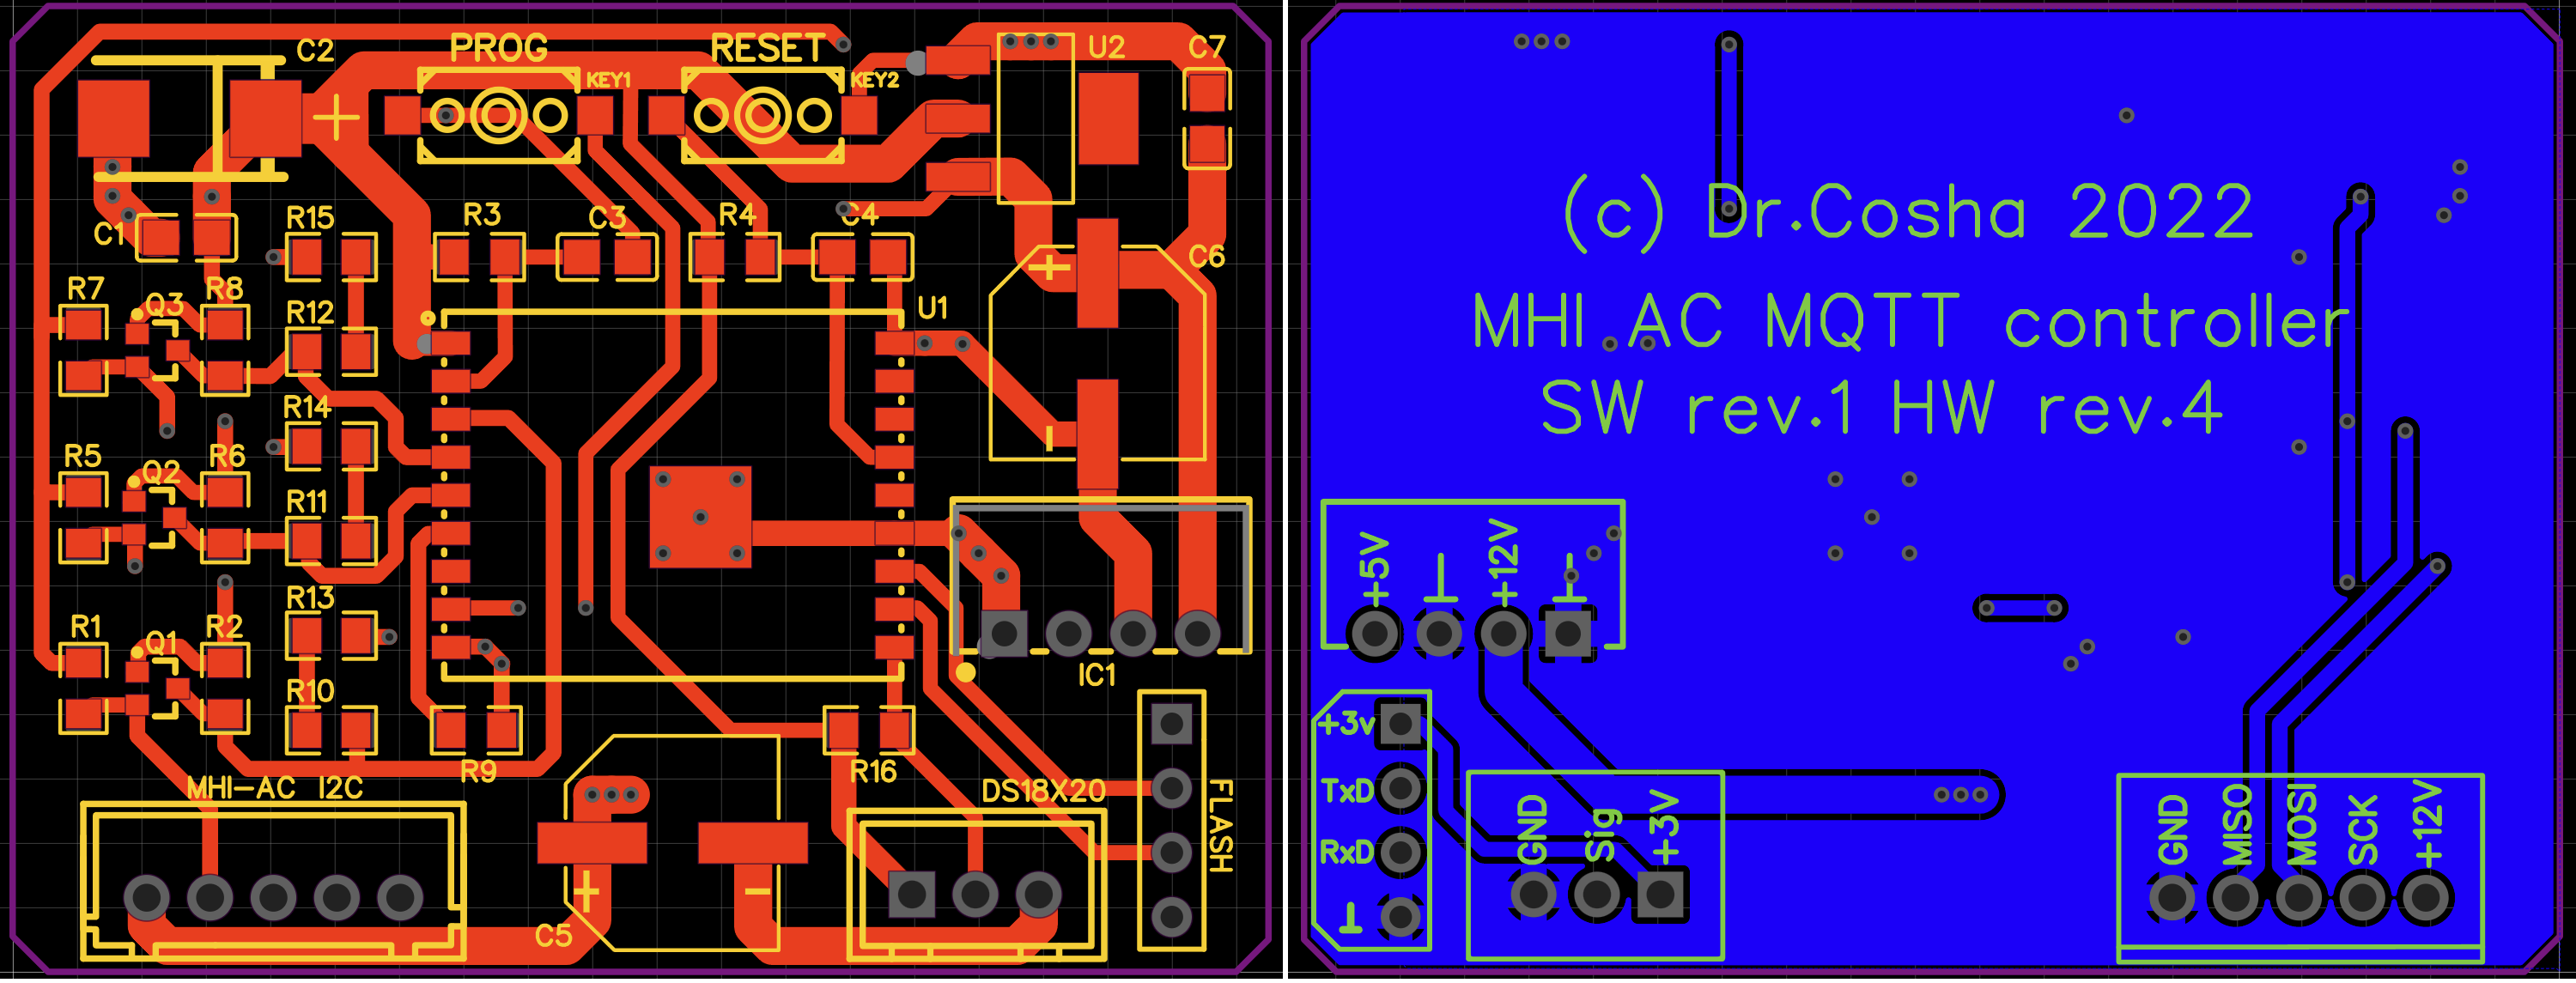 PROG
RESET
C2
KEY1
KEY2
U2
C7
+
C1
R15
R3
C3
R4
C4
C6
+
R7
Q3
R8
R12
U1
R14
R5
Q2
R6
R11
−
R13
R1
Q1
R2
R10
IC1
R9
R16
MHI-AC I2C
DS18X20
FLASH
C5
+
−
(c) Dr.Cosha 2022
MHI AC MQTT controller
SW rev.1 HW rev.4
+5V
⊥
+12V
⊥
+3v
TxD
RxD
⊥
GND
Sig
+3V
GND
MISO
MOSI
SCK
+12V